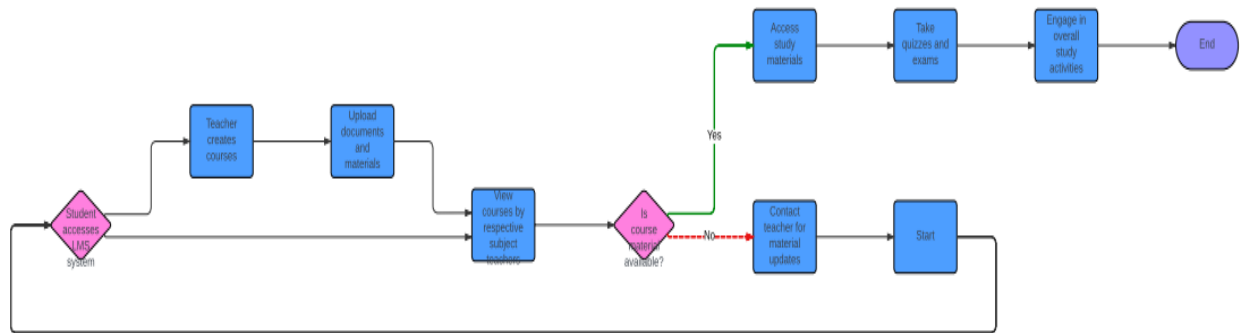 Access
study
materials
Take
quizzes and
exams
Engage in
overall
study
activities
End
Teacher
creates
courses
Upload
documents
and
materials
Yes
Student
accesses
LMS
system
View
courses by
respective
subject
teachers
Is
course
material
available?
No
Contact
teacher for
material
updates
Start